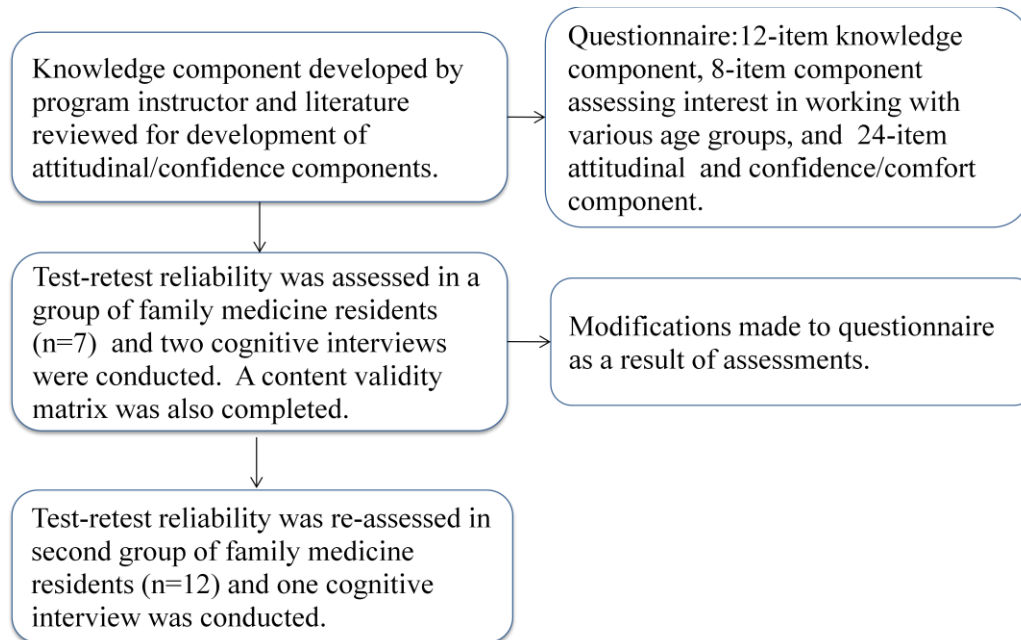 Knowledge component developed by
program instructor and literature
reviewed for development of
attitudinal/confidence components.
Questionnaire:12-item knowledge
component, 8-item component
assessing interest in working with
various age groups, and  24-item
attitudinal  and confidence/comfort
component.
Test-retest reliability was assessed in a
group of family medicine residents
(n=7)  and two cognitive interviews
were conducted.  A content validity
matrix was also completed.
Modifications made to questionnaire
as a result of assessments.
Test-retest reliability was re-assessed in
second group of family medicine
residents (n=12) and one cognitive
interview was conducted.